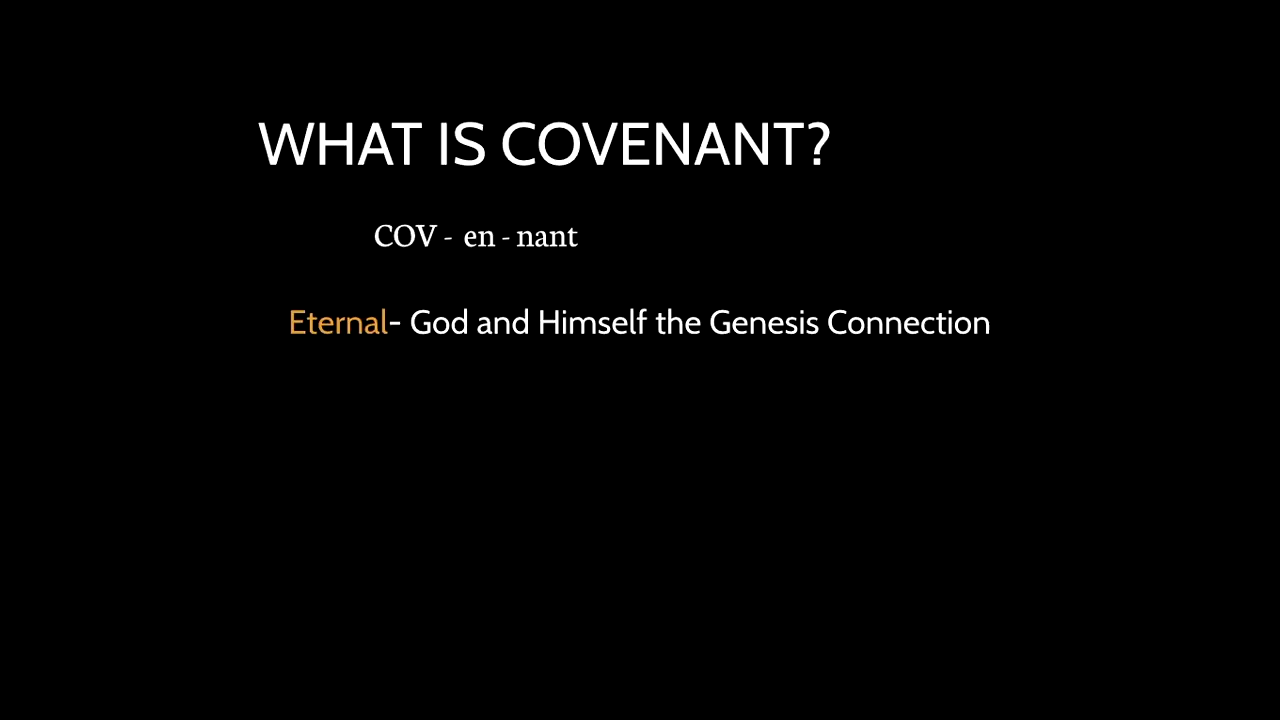 WHAT IS COVENANT?
COV - en - nant
Eternal- God and Himself the Genesis Connection